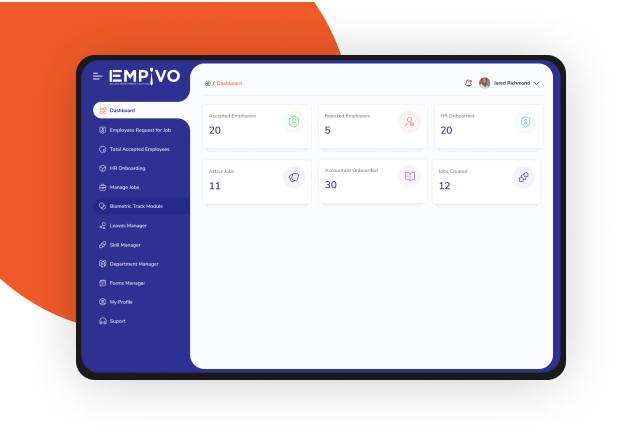 EMPIVO
Dashboard
Employees Request for Job
Total Accepted Employees
HR Onboarding
Manage Jobs
Biometric Track Module
Leaves Manager
Skill Manager
Department Manager
Forms Manager
My Profile
Suport
/ Dashboard
Jared Richmond
Accepted Employees
20
Rejected Employees
5
HR Onboarded
20
Active Jobs
11
Accountant Onboarded
30
Jobs Created
12